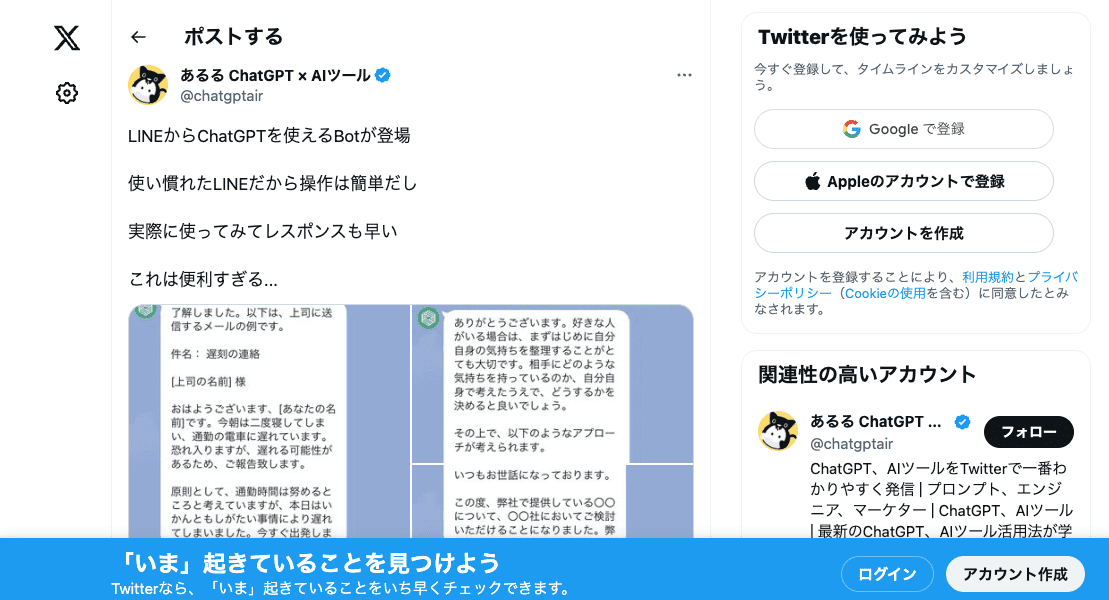 ポストする
あるる ChatGPT × AIツール
@chatgptair
LINEからChatGPTを使えるBotが登場
使い慣れたLINEだから操作は簡単だし
実際に使ってみてレスポンスも早い
これは便利すぎる...
了解しました。以下は、上司に送
信するメールの例です。
件名： 遅刻の連絡
[上司の名前] 様
おはようございます、[あなたの名
前]です。今朝は二度寝してしま
い、通勤の電車に遅れています。
恐れ入りますが、遅れる可能性が
あるため、ご報告致します。
原則として、通勤時間は努めると
ころと考えていますが、本日はい
かんともしがたい事情により遅れ
てしまいました。今すぐ出発しま
ありがとうございます。好きな人
がいる場合は、まずはじめに自分
自身の気持ちを整理することがと
ても大切です。相手にどのような
気持ちを持っているのか、自分自
身で考えたうえで、どうするかを
決めると良いでしょう。
その上で、以下のようなアプロー
チが考えられます。
いつもお世話になっております。
この度、弊社で提供している〇〇
について、〇〇社においてご検討
いただけることになりました。弊
Twitterを使ってみよう
今すぐ登録して、タイムラインをカスタマイズしましょ
う。
Google で登録
Appleのアカウントで登録
アカウントを作成
アカウントを登録することにより、利用規約とプライバ
シーポリシー（Cookieの使用を含む）に同意したとみ
なされます。
関連性の高いアカウント
あるる ChatGPT ...
@chatgptair
フォロー
ChatGPT、AIツールをTwitterで一番わ
かりやすく発信 | プロンプト、エンジ
ニア、マーケター | ChatGPT、AIツール
| 最新のChatGPT、AIツール活用法が学
「いま」起きていることを見つけよう
Twitterなら、「いま」起きていることをいち早くチェックできます。
ログイン
アカウント作成